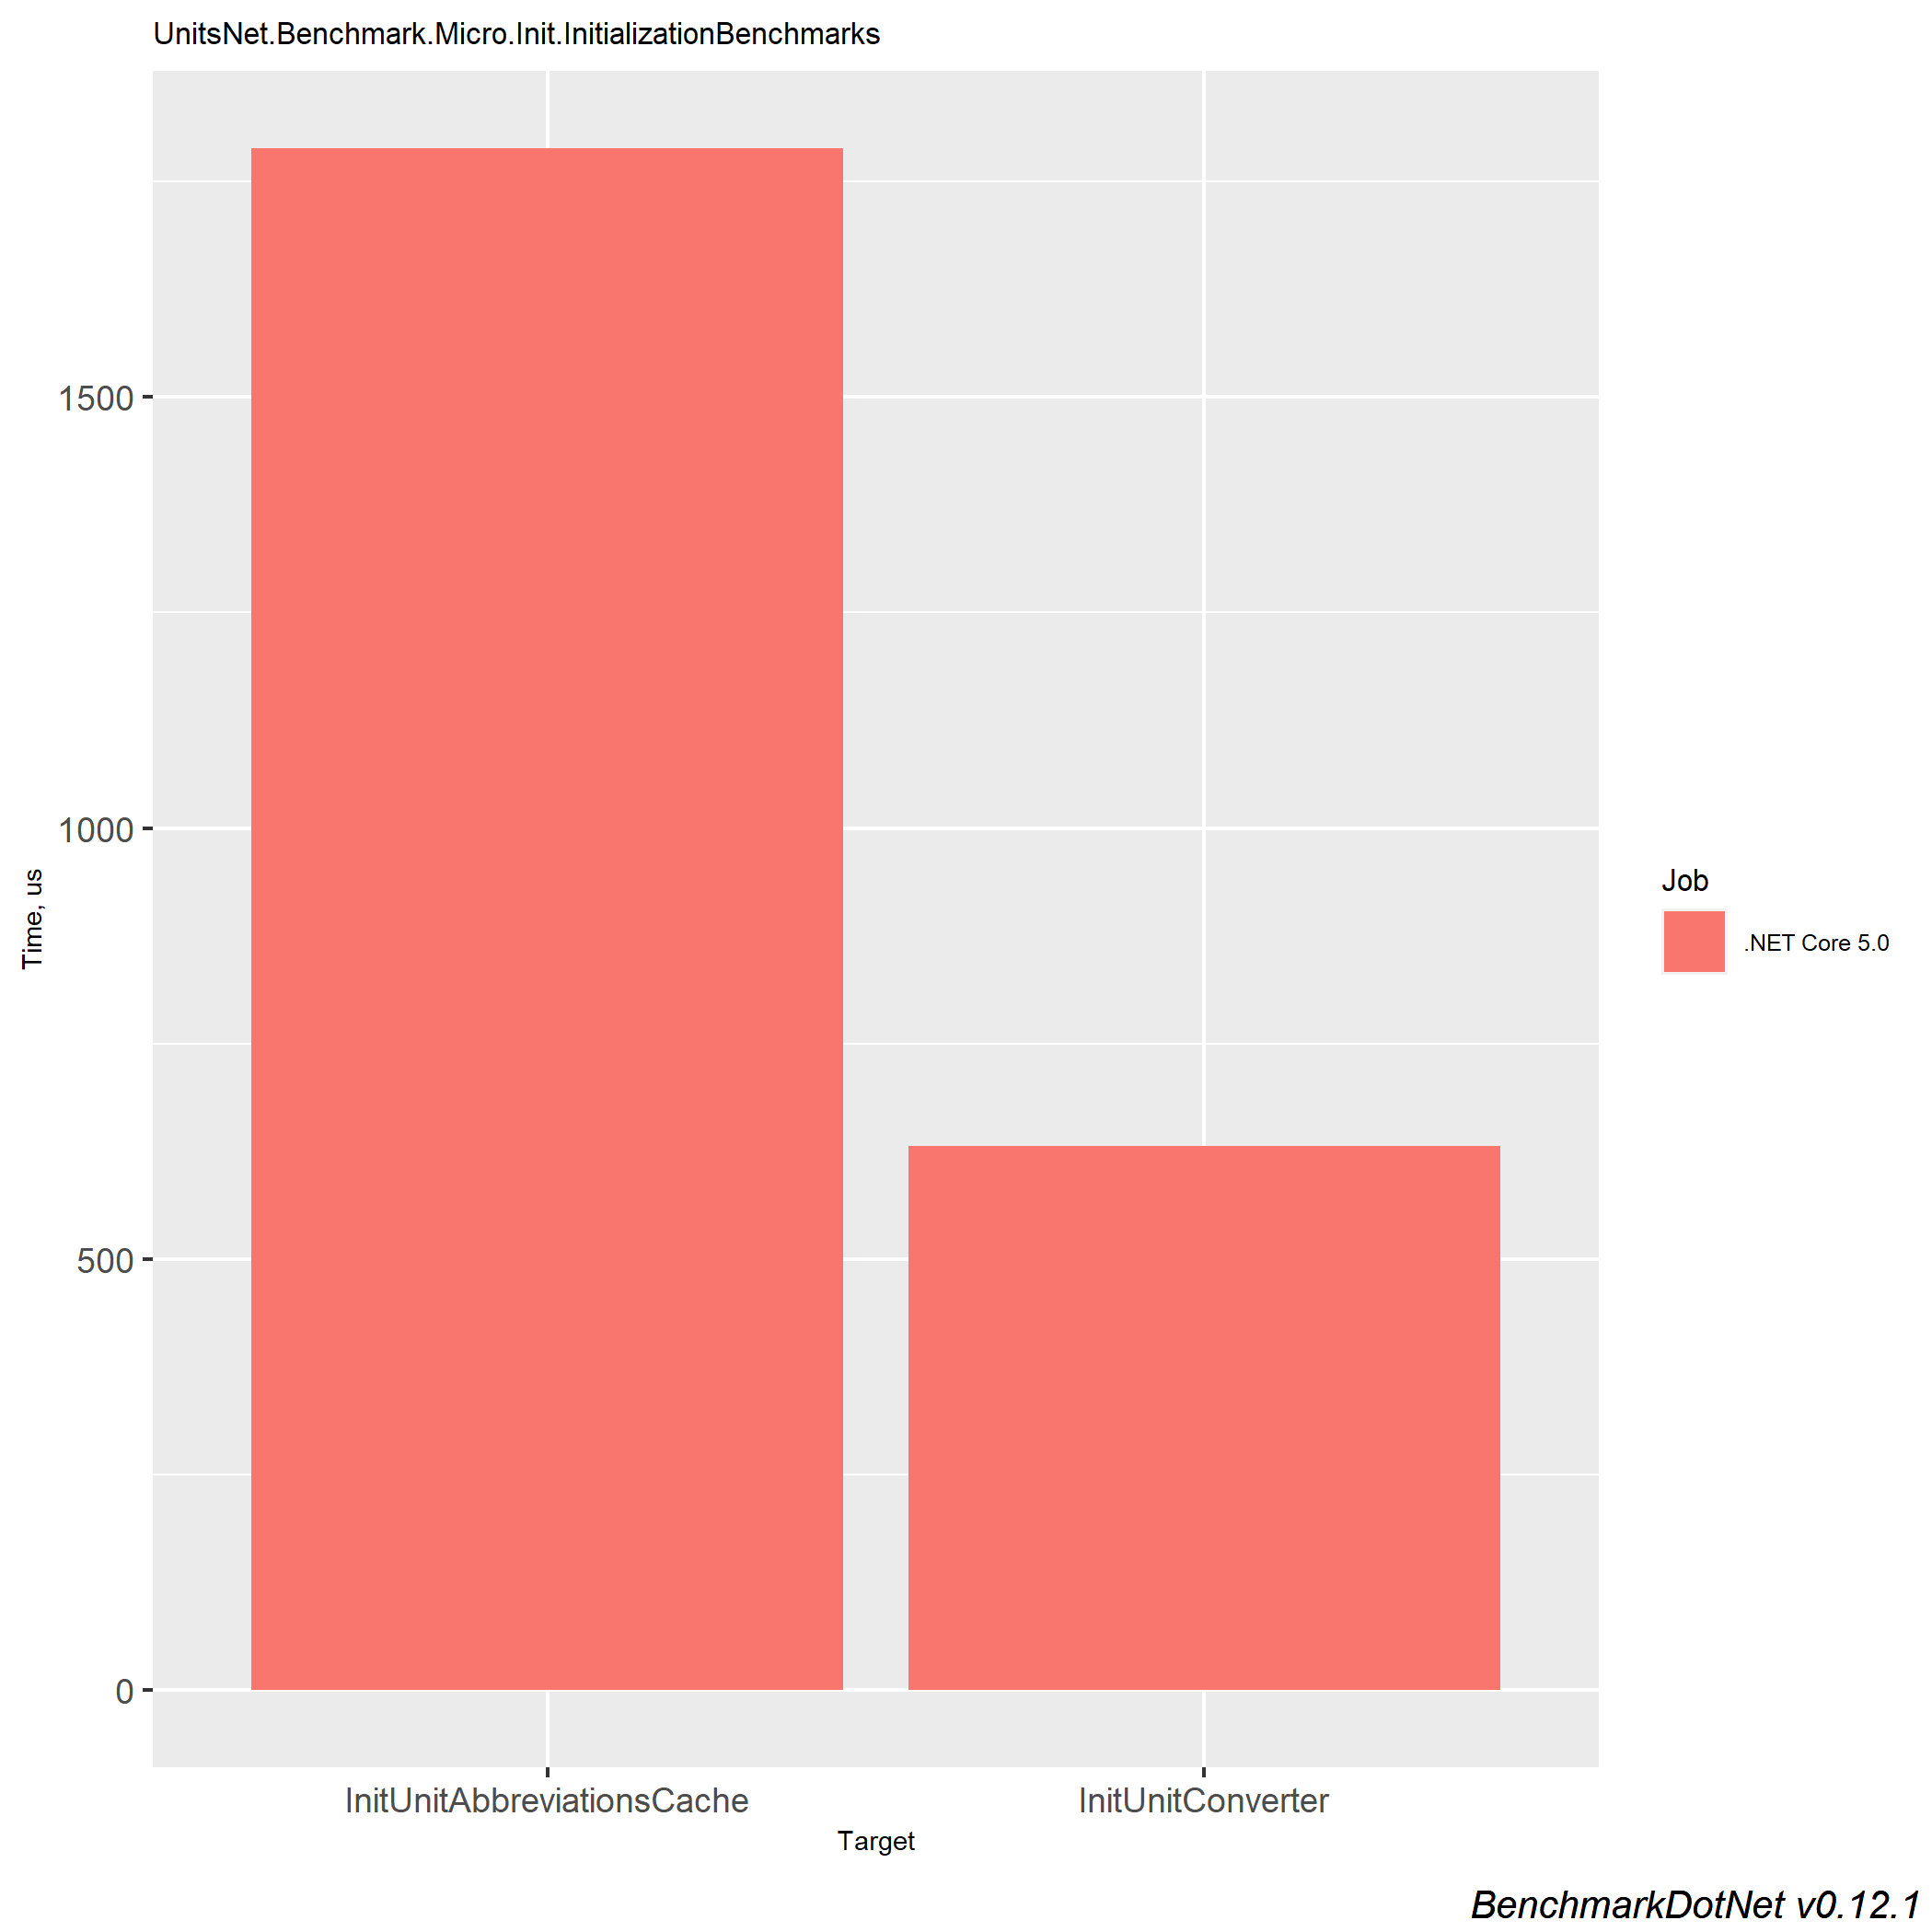 UnitsNet.Benchmark.Micro.Init.InitializationBenchmarks
1500
1000
500
0
Time, us
InitUnitAbbreviationsCache
InitUnitConverter
Target
Job
.NET Core 5.0
BenchmarkDotNet v0.12.1